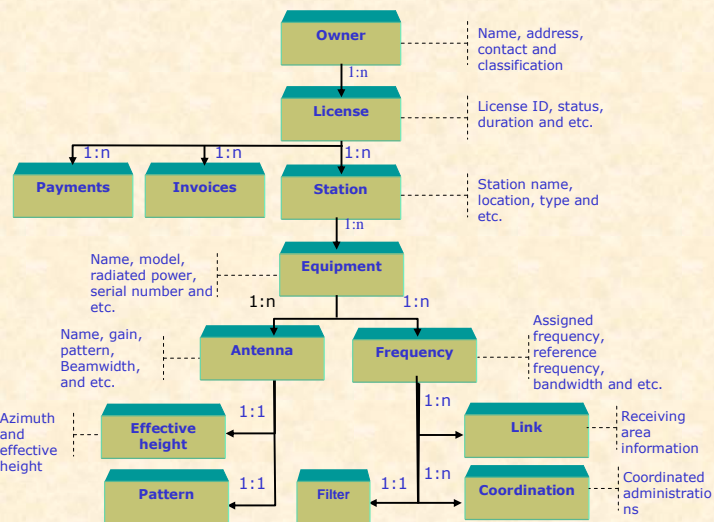 Owner
Name, address,
contact and
classification
1:n
License
License ID, status,
duration and etc.
1:n
1:n
1:n
Payments
Invoices
Station
Station name,
location, type and
etc.
1:n
Equipment
Name, model,
radiated power,
serial number and
etc.
1:n
1:n
Name, gain,
pattern,
Beamwidth,
and etc.
Antenna
Frequency
Assigned
frequency,
reference
frequency,
bandwidth and etc.
1:1
1:n
Azimuth
and
effective
height
Effective
height
Link
Receiving
area
information
1:1
1:1
1:n
Pattern
Filter
Coordination
Coordinated
administratio
ns